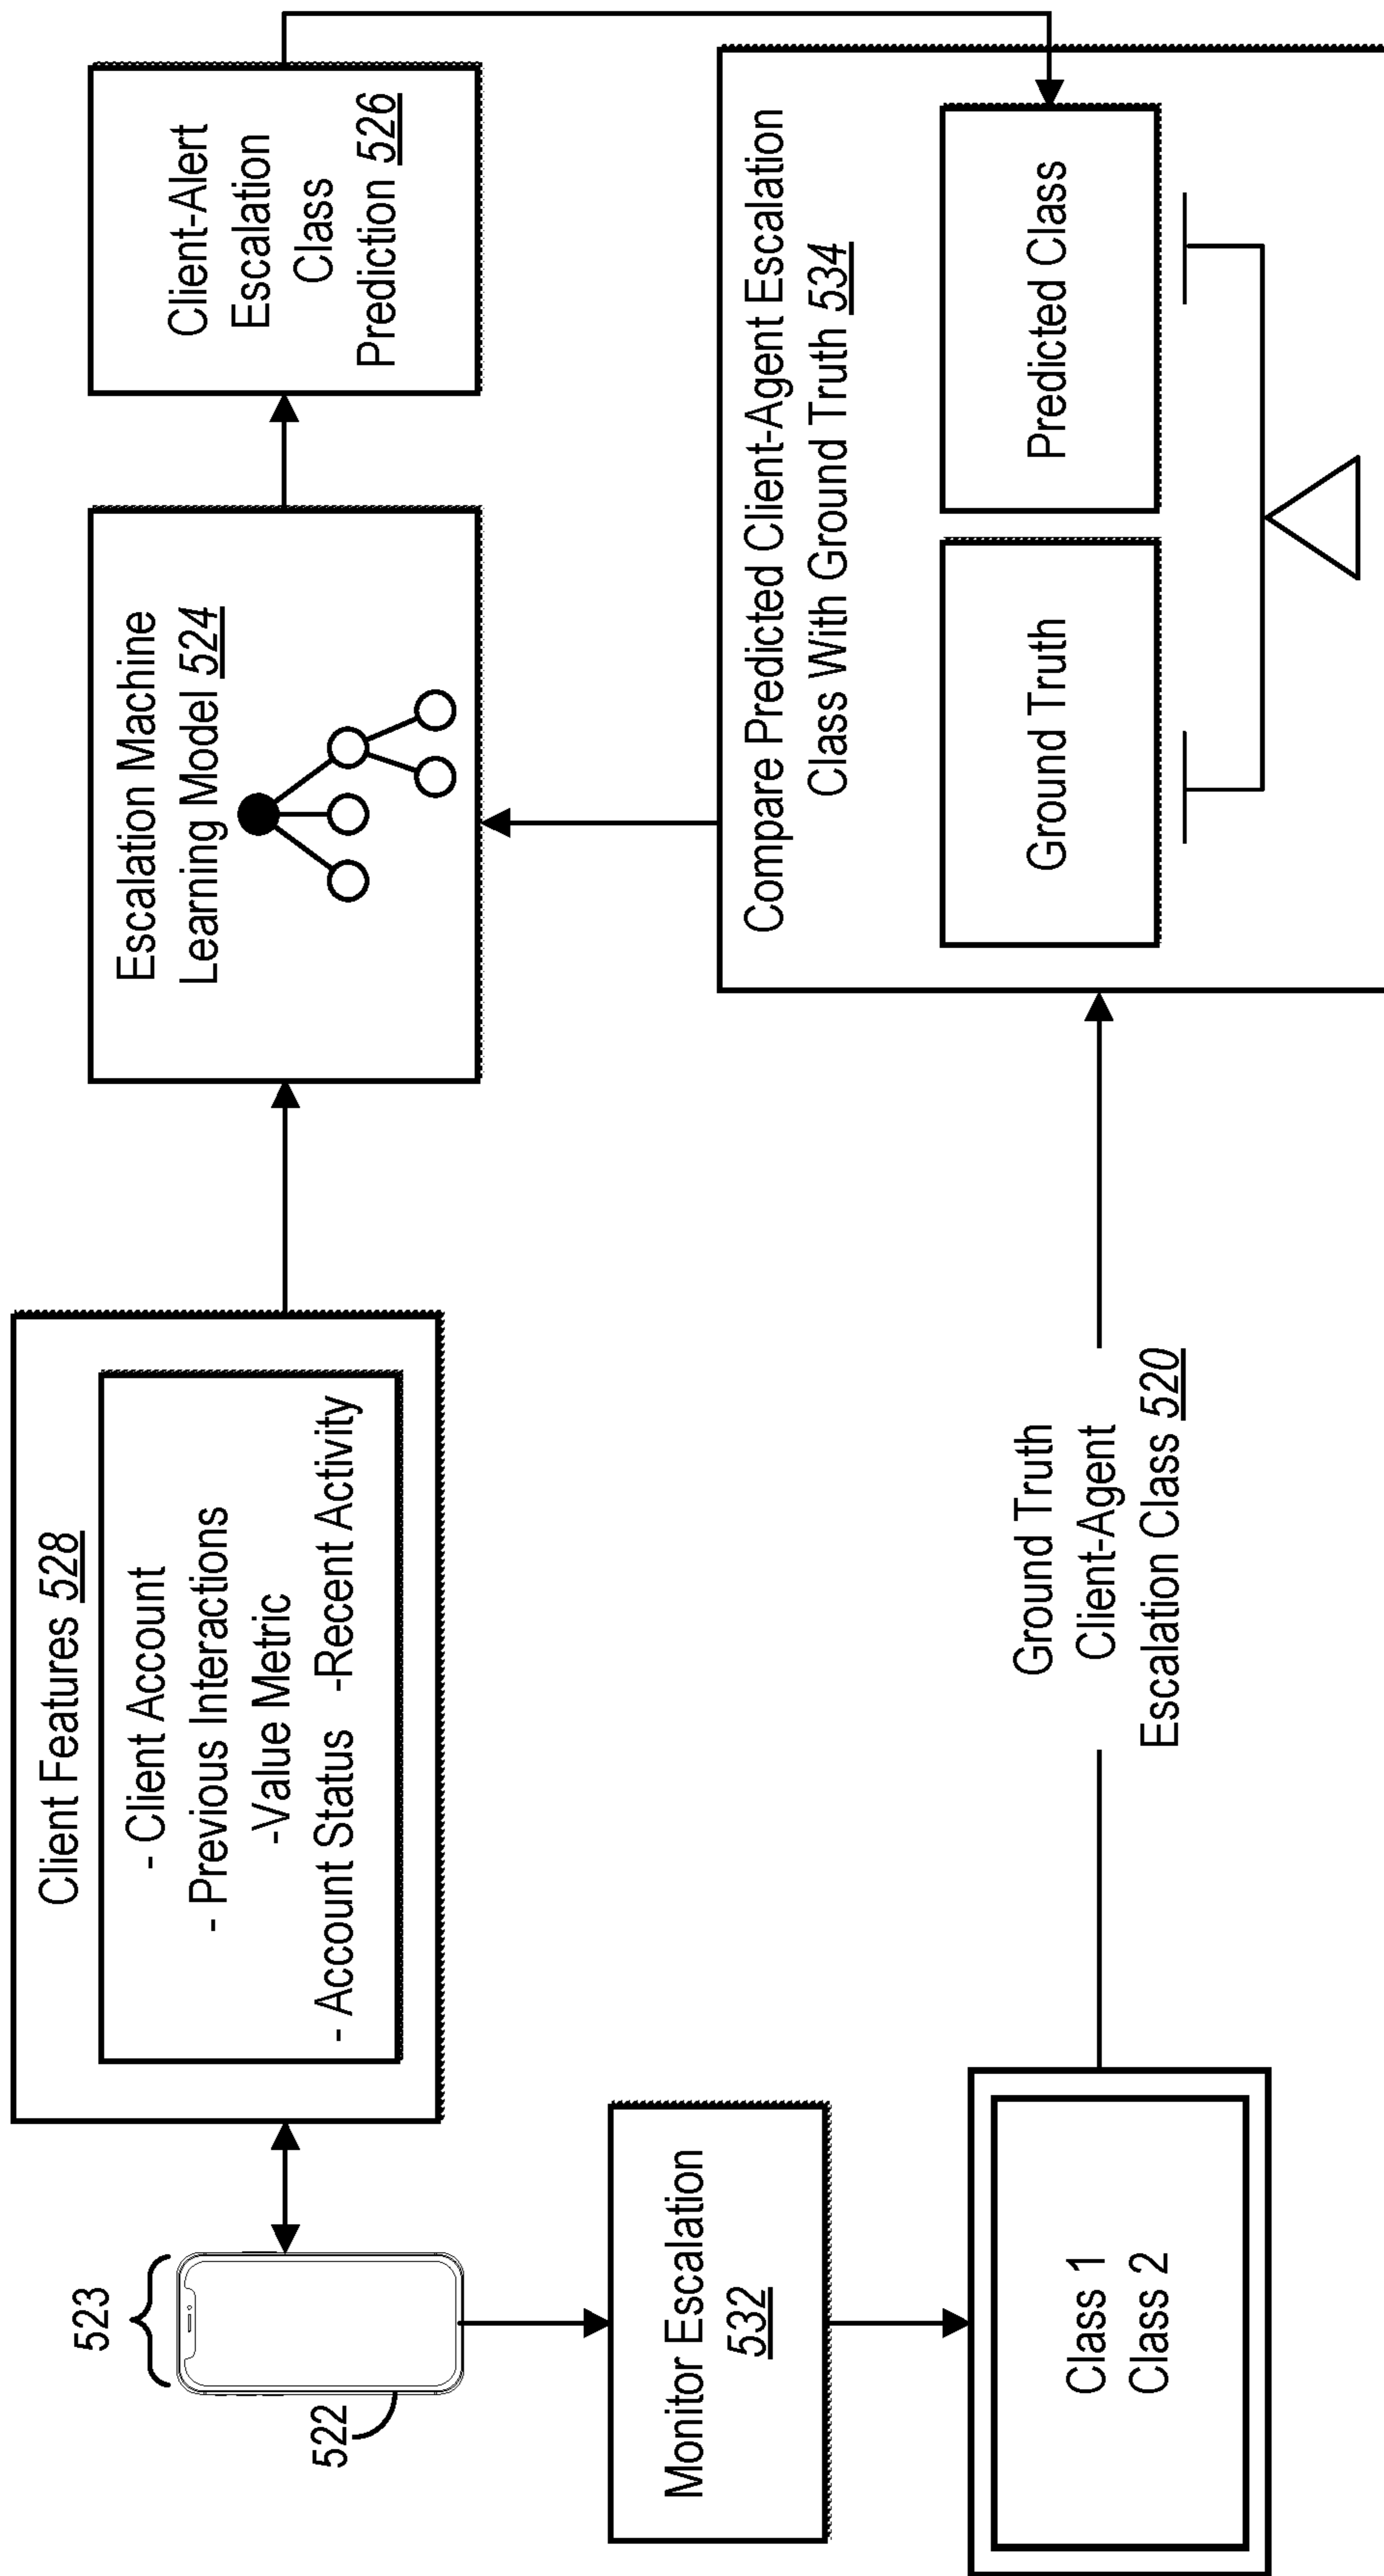 523
522
Client Features 528
- Client Account
- Previous Interactions
-Value Metric
- Account Status -Recent Activity
Escalation Machine
Learning Model 524
Client-Alert
Escalation
Class
Prediction 526
Monitor Escalation
532
Class 1
Class 2
Ground Truth
Client-Agent
Escalation Class 520
Compare Predicted Client-Agent Escalation
Class With Ground Truth 534
Ground Truth
Predicted Class